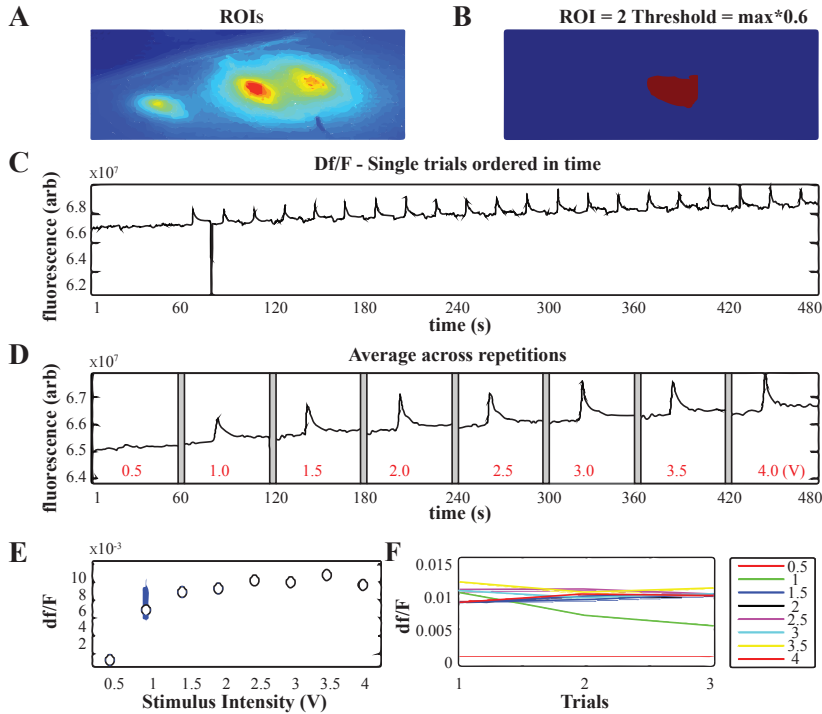 A
ROIs
B
ROI = 2 Threshold = max*0.6
C
Df/F - Single trials ordered in time
x10⁷
fluorescence (arb)
6.8
6.6
6.4
6.2
1
60
120
180
240
300
360
420
480
time (s)
D
Average across repetitions
x10⁷
fluorescence (arb)
6.7
6.6
6.5
6.4
0.5
1.0
1.5
2.0
2.5
3.0
3.5
4.0 (V)
1
60
120
180
240
300
360
420
480
time (s)
E
x10⁻³
df/F
10
8
6
4
2
0.5
1
1.5
2
2.5
3
3.5
4
Stimulus Intensity (V)
F
df/F
0.015
0.01
0.005
0
1
2
3
Trials
0.5
1
1.5
2
2.5
3
3.5
4